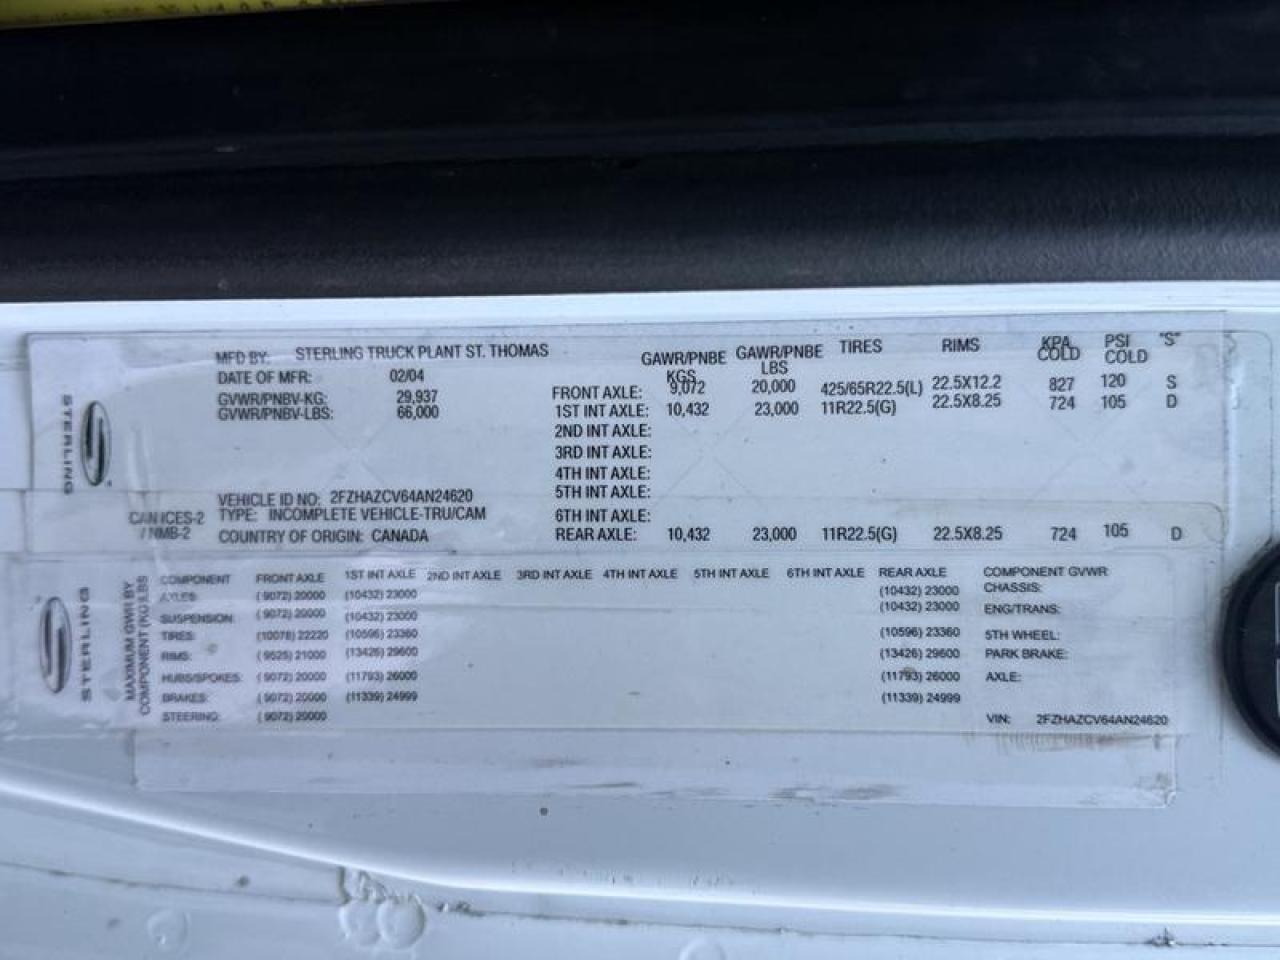 MFD BY: STERLING TRUCK PLANT ST. THOMAS
DATE OF MFR: 02/04
GVWR/PNBV-KG: 29,937
GVWR/PNBV-LBS: 66,000
GAWR/PNBE KGS GAWR/PNBE LBS TIRES RIMS KPA COLD PSI COLD "S"
FRONT AXLE: 9,072 20,000 425/65R22.5(L) 22.5X12.2 827 120 S
1ST INT AXLE: 10,432 23,000 11R22.5(G) 22.5X8.25 724 105 D
2ND INT AXLE:
3RD INT AXLE:
4TH INT AXLE:
5TH INT AXLE:
6TH INT AXLE:
REAR AXLE: 10,432 23,000 11R22.5(G) 22.5X8.25 724 105 D
STERLING
VEHICLE ID NO: 2FZHAZCV64AN24620
CAN ICES-2 / NMB-2
TYPE: INCOMPLETE VEHICLE-TRU/CAM
COUNTRY OF ORIGIN: CANADA
STERLING
MAXIMUM GWR BY
COMPONENT (KG)LBS
COMPONENT FRONT AXLE 1ST INT AXLE 2ND INT AXLE 3RD INT AXLE 4TH INT AXLE 5TH INT AXLE 6TH INT AXLE REAR AXLE COMPONENT GVWR
AXLES: (9072) 20000 (10432) 23000 (10432) 23000 CHASSIS:
SUSPENSION: (9072) 20000 (10432) 23000 (10432) 23000 ENG/TRANS:
TIRES: (10078) 22220 (10596) 23360 (10596) 23360 5TH WHEEL:
RIMS: (9525) 21000 (13426) 29600 (13426) 29600 PARK BRAKE:
HUBS/SPOKES: (9072) 20000 (11793) 26000 (11793) 26000 AXLE:
BRAKES: (9072) 20000 (11339) 24999 (11339) 24999
STEERING: (9072) 20000
VIN: 2FZHAZCV64AN24620